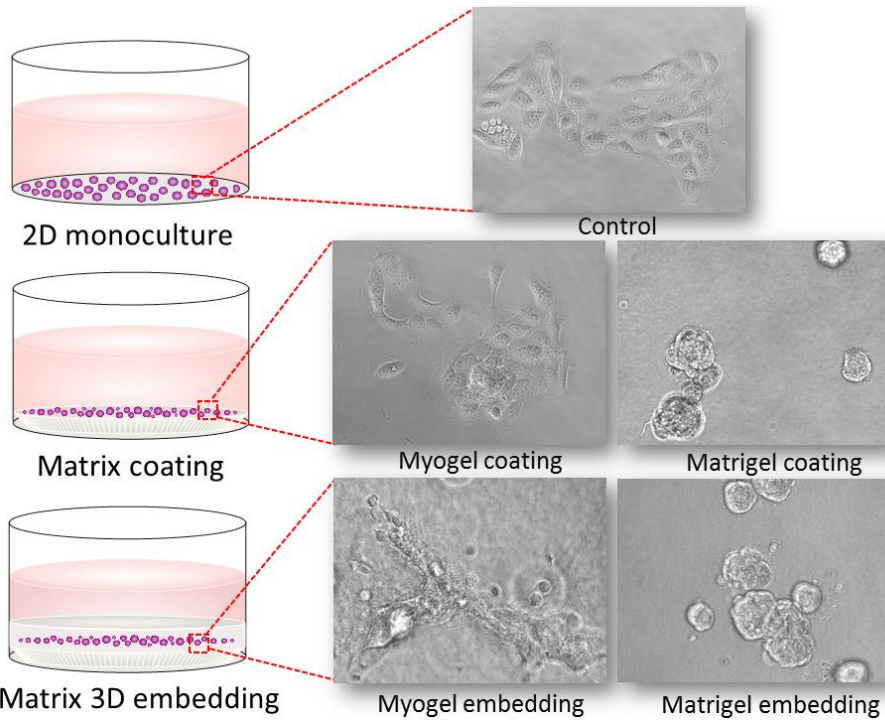 2D monoculture
Control
Matrix coating
Myogel coating
Matrigel coating
Matrix 3D embedding
Myogel embedding
Matrigel embedding